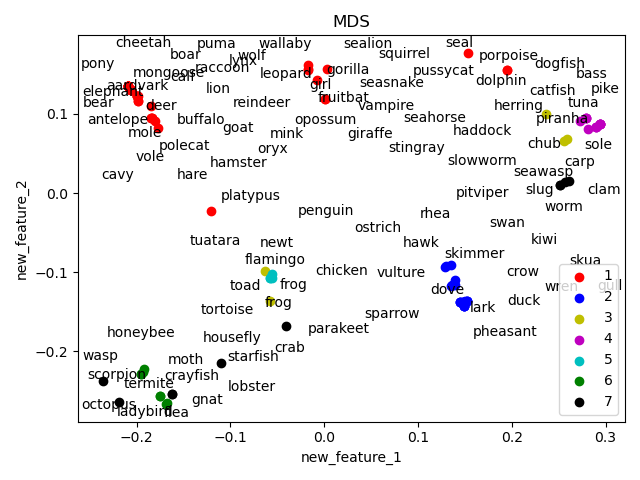 MDS
cheetah
puma
wallaby
sealion
seal
boar
wolf
squirrel
porpoise
pony
lynx
dogfish
mongoose
raccoon
leopard
gorilla
pussycat
bass
aardvark
calf
girl
seasnake
dolphin
pike
elephant
lion
fruitbat
catfish
bear
deer
reindeer
vampire
herring
tuna
antelope
buffalo
opossum
seahorse
piranha
mole
goat
mink
giraffe
haddock
chub
sole
polecat
oryx
stingray
vole
hamster
slowworm
carp
cavy
hare
seawasp
platypus
pitviper
slug
clam
penguin
rhea
worm
ostrich
swan
tuatara
newt
hawk
kiwi
flamingo
skimmer
chicken
vulture
crow
skua
toad
frog
dove
wren
gull
tortoise
frog
sparrow
lark
duck
honeybee
housefly
parakeet
pheasant
wasp
moth
starfish
crab
scorpion
crayfish
termite
lobster
octopus
gnat
ladybird
flea
1
2
3
4
5
6
7
0.1
0.0
−0.1
−0.2
−0.2
−0.1
0.0
0.1
0.2
0.3
new_feature_1
new_feature_2